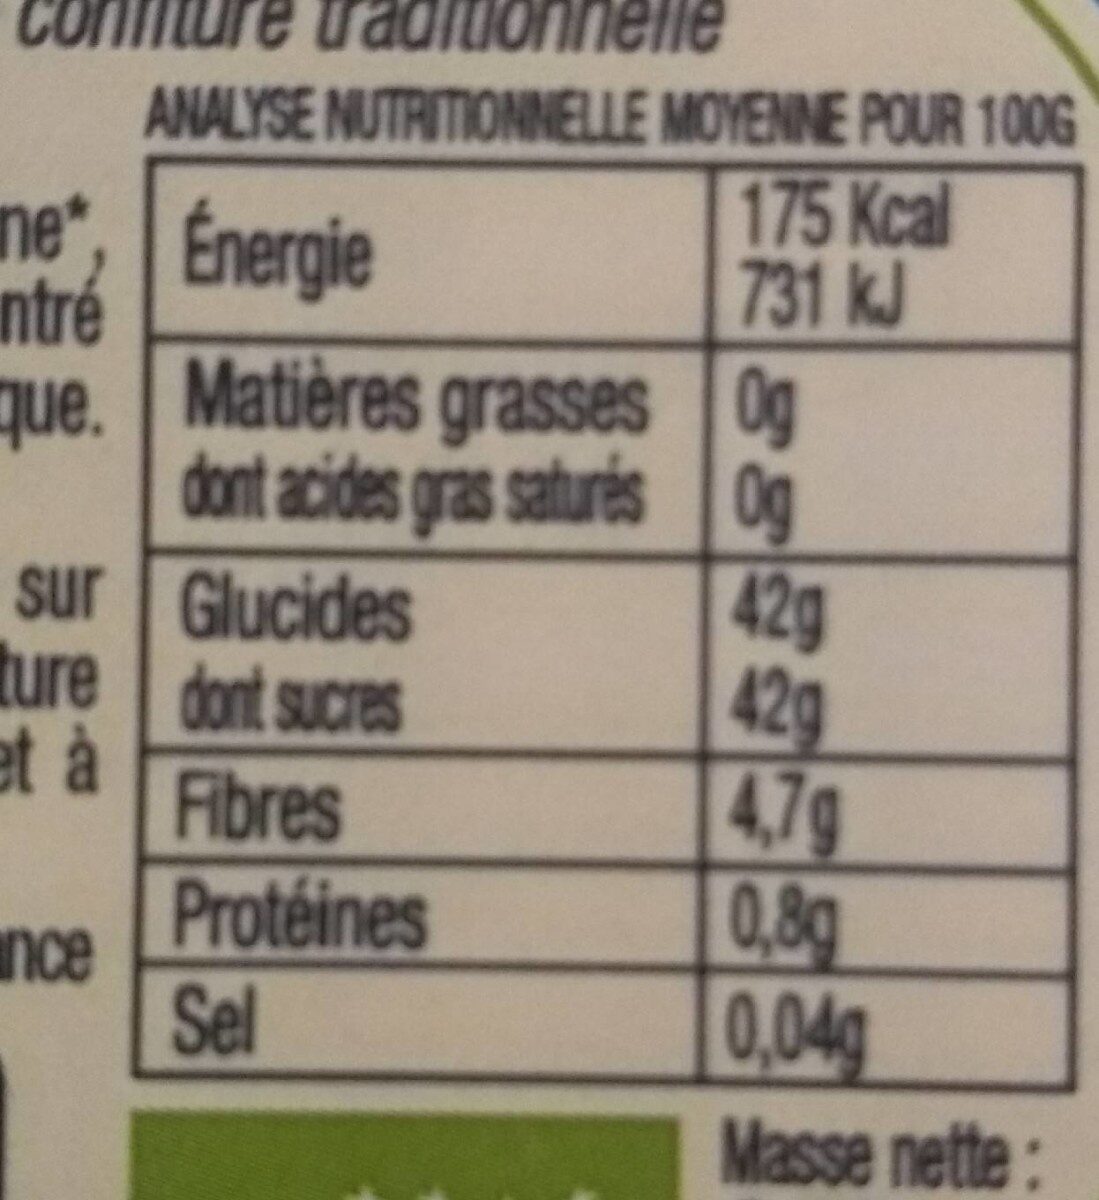 confiture traditionnelle
ANALYSE NUTRITIONNELLE MOYENNE POUR 100G
ne*,
ntré
que.
sur
ture
et à
ance
Énergie 175 Kcal
731 kJ
Matières grasses 0g
dont acides gras saturés 0g
Glucides 42g
dont sucres 42g
Fibres 4,7g
Protéines 0,8g
Sel 0,04g
Masse nette :